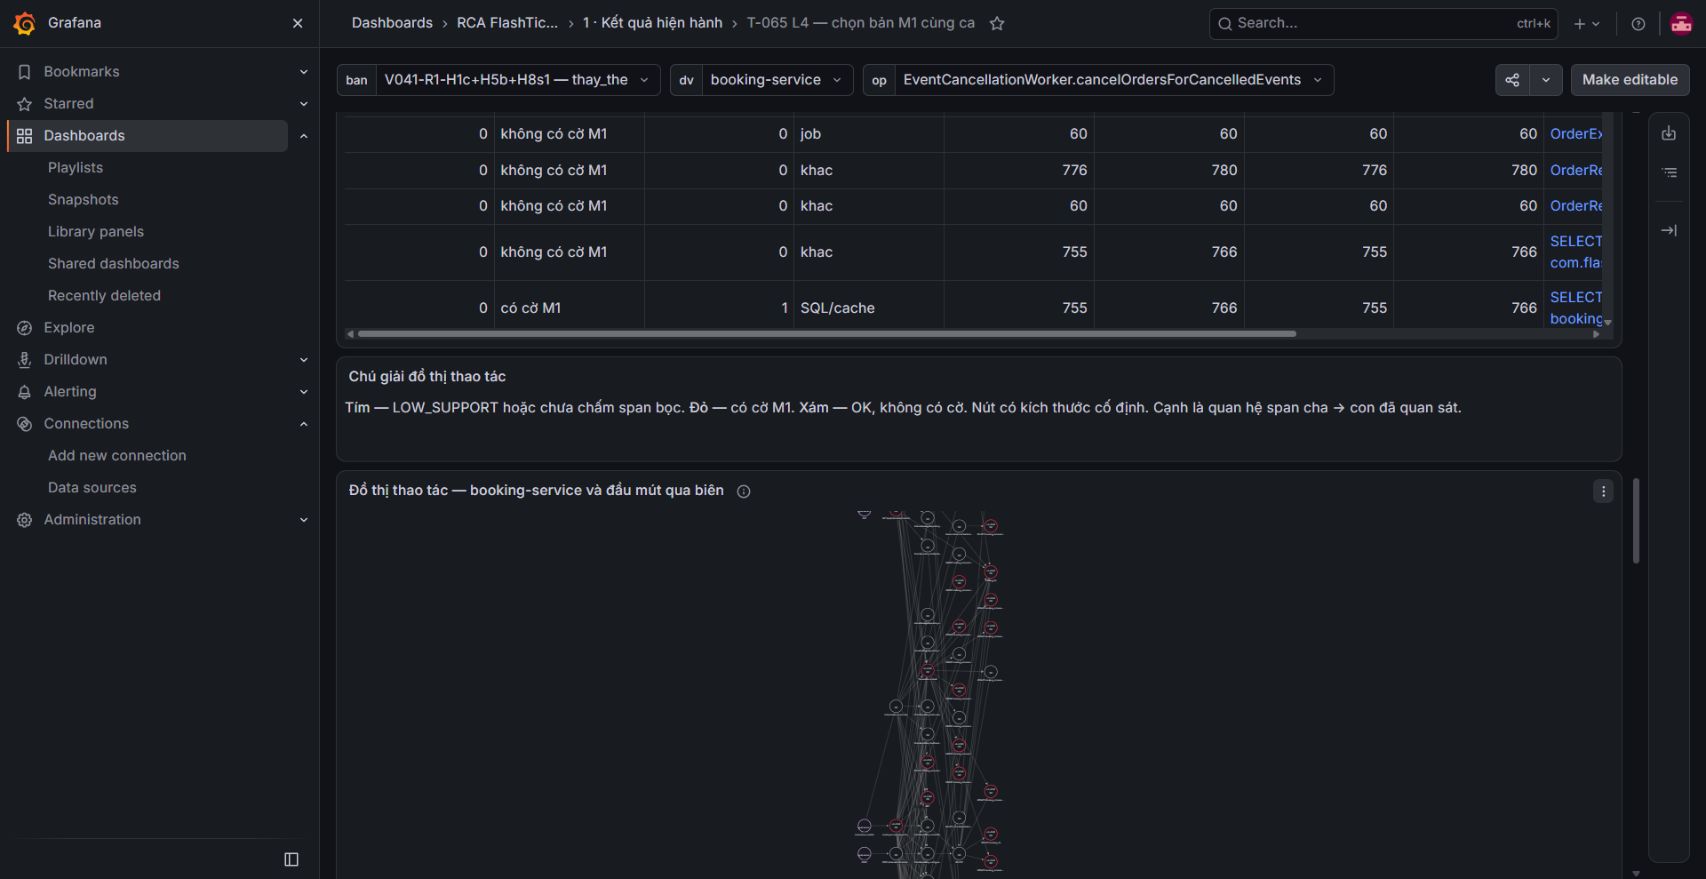 Grafana
Dashboards › RCA FlashTic... › 1 · Kết quả hiện hành › T-065 L4 — chọn bản M1 cùng ca
Search...
ctrl+k
Bookmarks
Starred
Dashboards
Playlists
Snapshots
Library panels
Shared dashboards
Recently deleted
Explore
Drilldown
Alerting
Connections
Add new connection
Data sources
Administration
ban V041-R1-H1c+H5b+H8s1 — thay_the
dv booking-service
op EventCancellationWorker.cancelOrdersForCancelledEvents
Make editable
0 không có cờ M1 0 job 60 60 60 60 OrderEx
0 không có cờ M1 0 khac 776 780 776 780 OrderRe
0 không có cờ M1 0 khac 60 60 60 60 OrderRe
0 không có cờ M1 0 khac 755 766 755 766 SELECT
com.fla
0 có cờ M1 1 SQL/cache 755 766 755 766 SELECT
booking
Chú giải đồ thị thao tác
Tím — LOW_SUPPORT hoặc chưa chấm span bọc. Đỏ — có cờ M1. Xám — OK, không có cờ. Nút có kích thước cố định. Cạnh là quan hệ span cha → con đã quan sát.
Đồ thị thao tác — booking-service và đầu mút qua biên